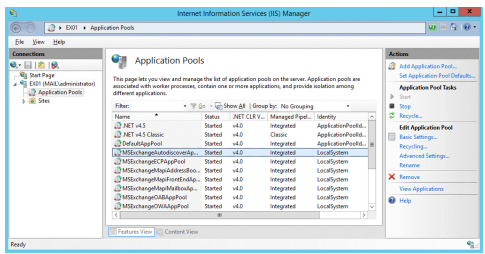 Internet Information Services (IIS) Manager
EX01 ▸ Application Pools
File View Help
Connections
Start Page
EX01 (MAIL\administrator)
Application Pools
Sites
Application Pools
This page lets you view and manage the list of application pools on the server. Application pools are
associated with worker processes, contain one or more applications, and provide isolation among
different applications.
Filter: Go Show All Group by: No Grouping
Name Status .NET CLR V... Managed Pipel... Identity
.NET v4.5 Started v4.0 Integrated ApplicationPoolId...
.NET v4.5 Classic Started v4.0 Classic ApplicationPoolId...
DefaultAppPool Started v4.0 Integrated ApplicationPoolId...
MSExchangeAutodiscoverAp... Started v4.0 Integrated LocalSystem
MSExchangeECPAppPool Started v4.0 Integrated LocalSystem
MSExchangeMapiAddressBoo... Started v4.0 Integrated LocalSystem
MSExchangeMapiFrontEndAp... Started v4.0 Integrated LocalSystem
MSExchangeMapiMailboxAp... Started v4.0 Integrated LocalSystem
MSExchangeOABAppPool Started v4.0 Integrated LocalSystem
MSExchangeOWAAppPool Started v4.0 Integrated LocalSystem
Features View Content View
Actions
Add Application Pool...
Set Application Pool Defaults...
Application Pool Tasks
Start
Stop
Recycle...
Edit Application Pool
Basic Settings...
Recycling...
Advanced Settings...
Rename
Remove
View Applications
Help
Ready